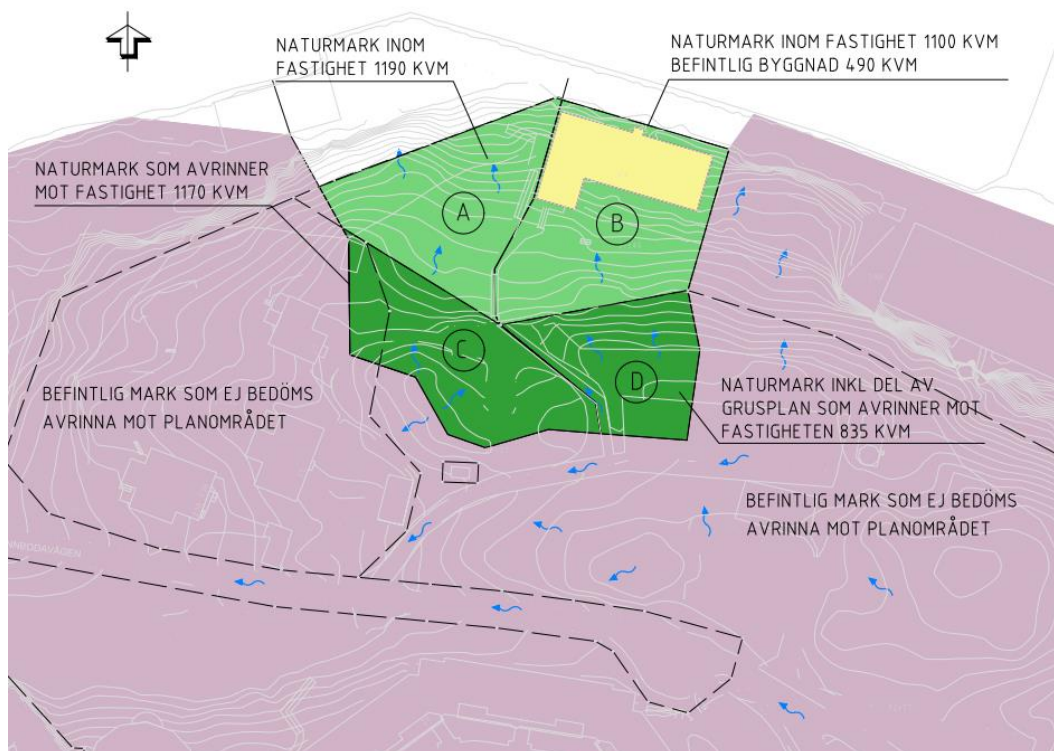 NATURMARK INOM
FASTIGHET 1190 KVM
NATURMARK INOM FASTIGHET 1100 KVM
BEFINTLIG BYGGNAD 490 KVM
NATURMARK SOM AVRINNER
MOT FASTIGHET 1170 KVM
A
B
C
D
BEFINTLIG MARK SOM EJ BEDÖMS
AVRINNA MOT PLANOMRÅDET
NATURMARK INKL DEL AV
GRUSPLAN SOM AVRINNER MOT
FASTIGHETEN 835 KVM
BEFINTLIG MARK SOM EJ BEDÖMS
AVRINNA MOT PLANOMRÅDET